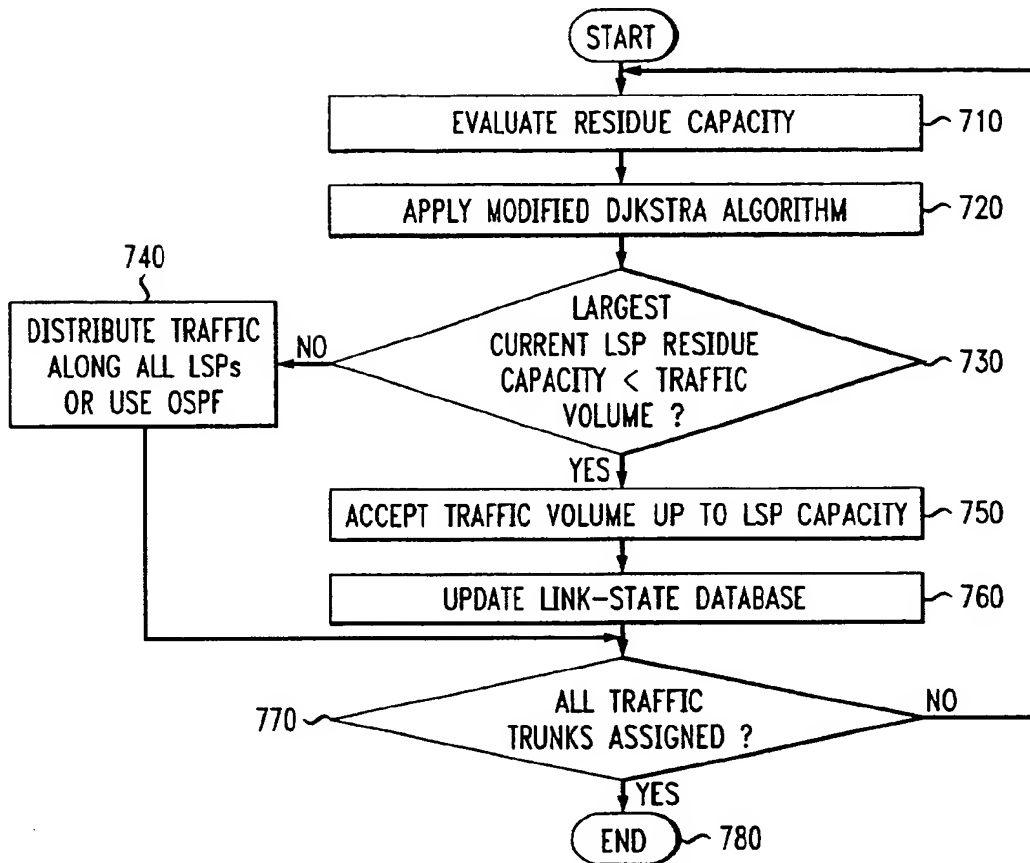 START
EVALUATE RESIDUE CAPACITY
710
APPLY MODIFIED DJKSTRA ALGORITHM
720
740
DISTRIBUTE TRAFFIC
ALONG ALL LSPs
OR USE OSPF
NO
LARGEST
CURRENT LSP RESIDUE
CAPACITY < TRAFFIC
VOLUME ?
730
YES
ACCEPT TRAFFIC VOLUME UP TO LSP CAPACITY
750
UPDATE LINK-STATE DATABASE
760
770
ALL TRAFFIC
TRUNKS ASSIGNED ?
NO
YES
END
780